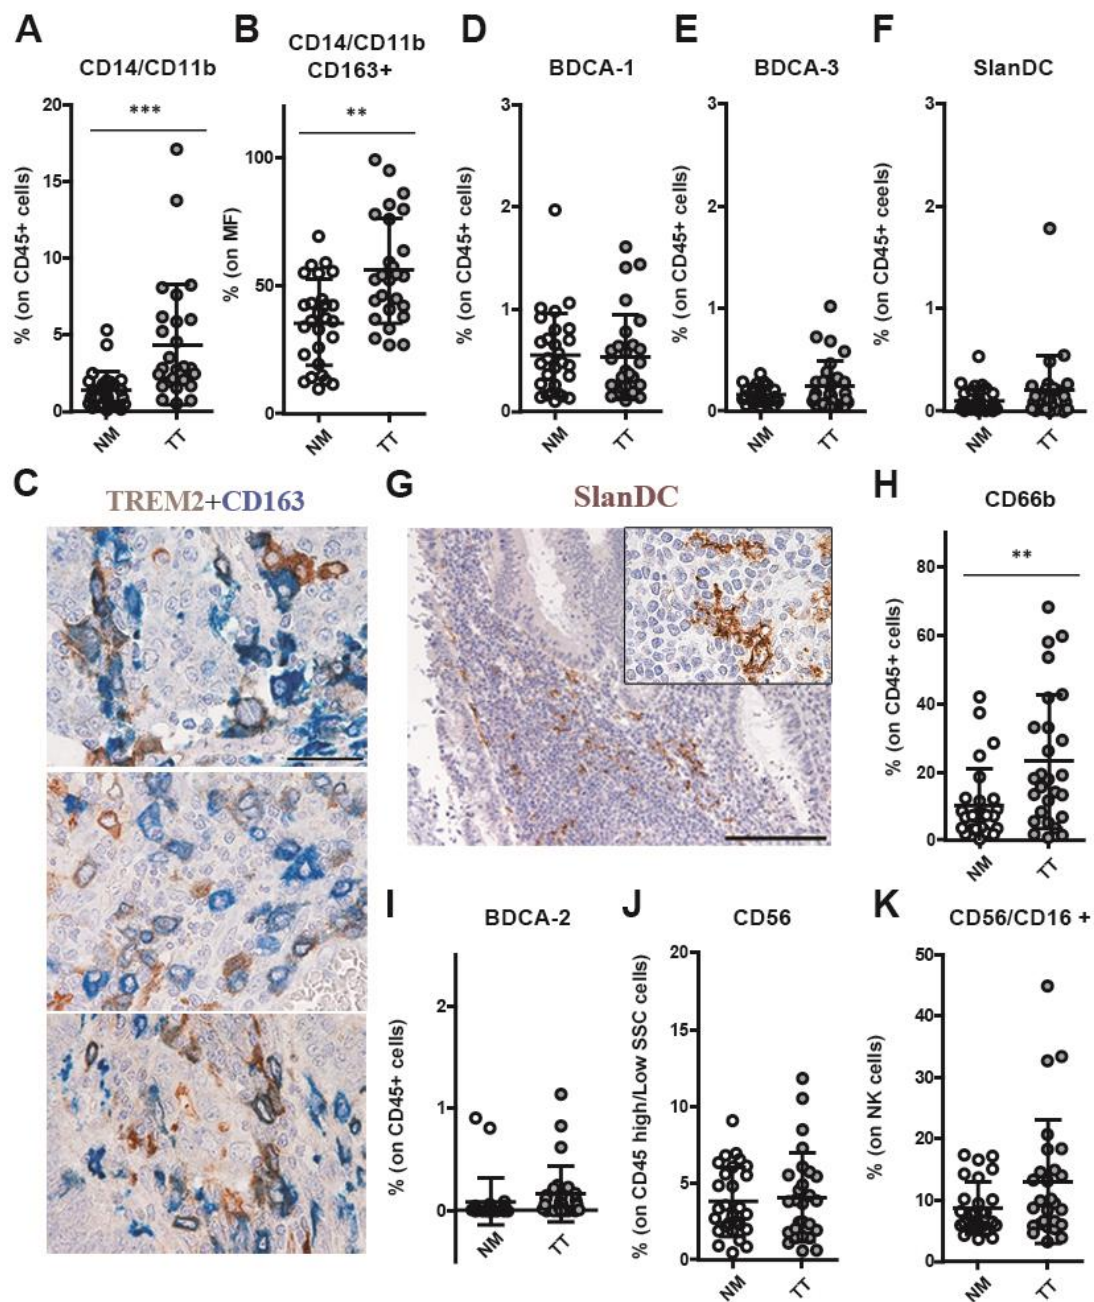 A
CD14/CD11b
% (on CD45+ cells)
20
15
10
5
0
***
NM
TT
B
CD14/CD11b
CD163+
% (on MF)
100
50
0
**
NM
TT
D
BDCA-1
% (on CD45+ cells)
3
2
1
0
NM
TT
E
BDCA-3
% (on CD45+ cells)
3
2
1
0
NM
TT
F
SlanDC
% (on CD45+ ceels)
3
2
1
0
NM
TT
C
TREM2+CD163
G
SlanDC
H
CD66b
% (on CD45+ cells)
80
60
40
20
0
**
NM
TT
I
BDCA-2
% (on CD45+ cells)
2
1
0
NM
TT
J
CD56
% (on CD45 high/Low SSC cells)
20
15
10
5
0
NM
TT
K
CD56/CD16 +
% (on NK cells)
50
40
30
20
10
0
NM
TT